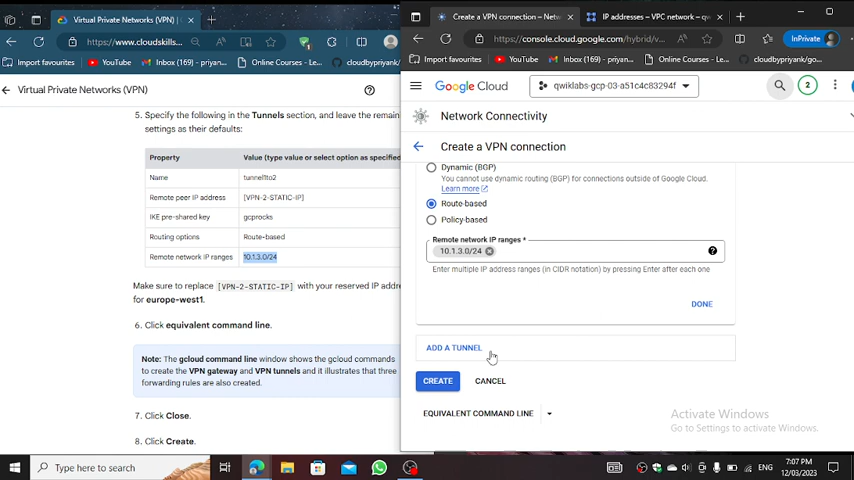 Virtual Private Networks (VPN)
https://www.cloudskills...
Import favourites
YouTube
Inbox (169) - priyan...
Online Courses - Le...
cloudbypriyank/
Virtual Private Networks (VPN)
5. Specify the following in the Tunnels section, and leave the remain
settings as their defaults:
Property
Value (type value or select option as specified
Name
tunnel1to2
Remote peer IP address
[VPN-2-STATIC-IP]
IKE pre-shared key
gcprocks
Routing options
Route-based
Remote network IP ranges
10.1.3.0/24
Make sure to replace [VPN-2-STATIC-IP] with your reserved IP addre
for europe-west1.
6. Click equivalent command line.
Note: The gcloud command line window shows the gcloud commands
to create the VPN gateway and VPN tunnels and it illustrates that three
forwarding rules are also created.
7. Click Close.
8. Click Create.
Create a VPN connection – Netw
IP addresses – VPC network – qw
https://console.cloud.google.com/hybrid/v...
InPrivate
Import favourites
YouTube
Inbox (169) - priyan...
Online Courses - Le...
cloudbypriyank/go...
Google Cloud
qwiklabs-gcp-03-a51c4c83294f
2
Network Connectivity
Create a VPN connection
Dynamic (BGP)
You cannot use dynamic routing (BGP) for connections outside of Google Cloud.
Learn more
Route-based
Policy-based
Remote network IP ranges *
10.1.3.0/24
Enter multiple IP address ranges (in CIDR notation) by pressing Enter after each one
DONE
ADD A TUNNEL
CREATE
CANCEL
EQUIVALENT COMMAND LINE
Activate Windows
Go to Settings to activate Windows.
Type here to search
ENG
7:07 PM
12/03/2023